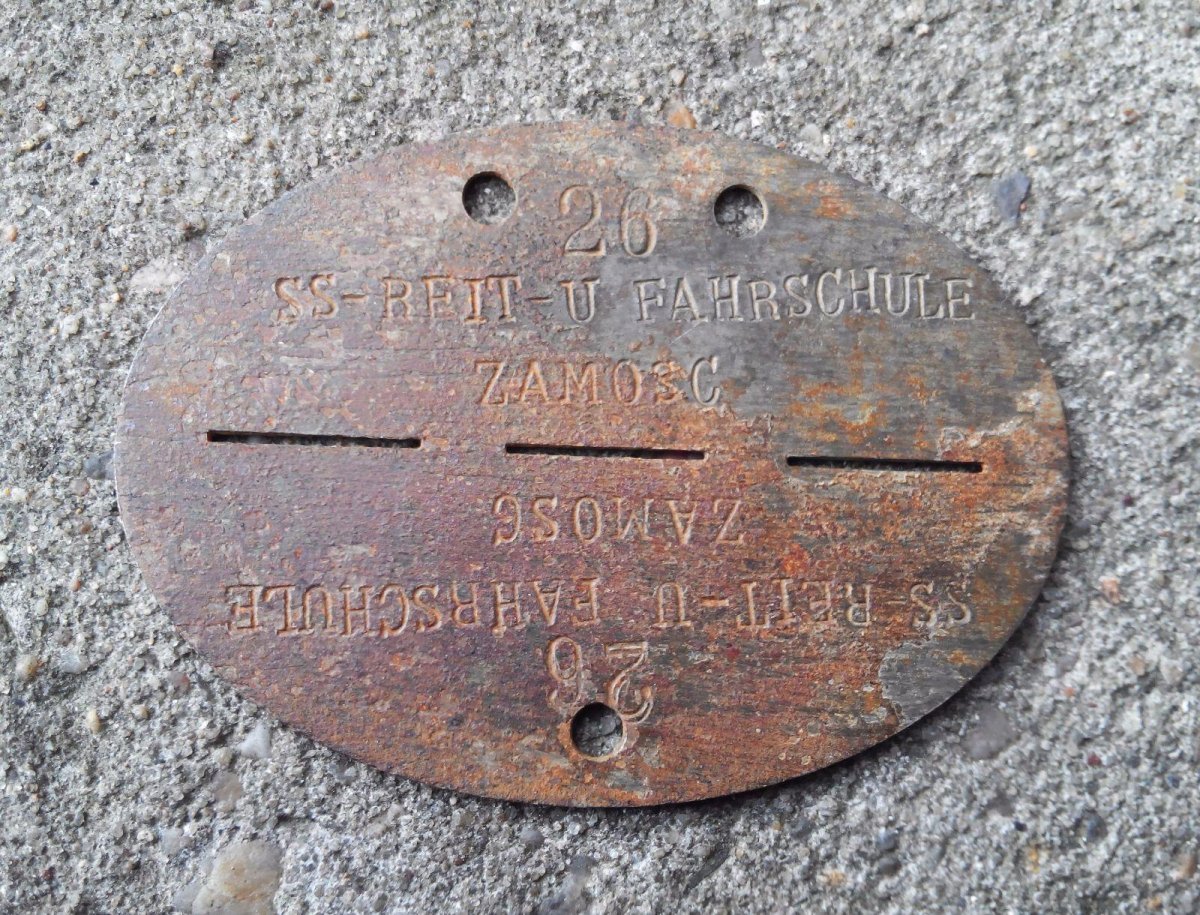 26
SS-REIT-U FAHRSCHULE
ZAMOSC
26
SS-REIT-U FAHRSCHULE
ZAMOSC